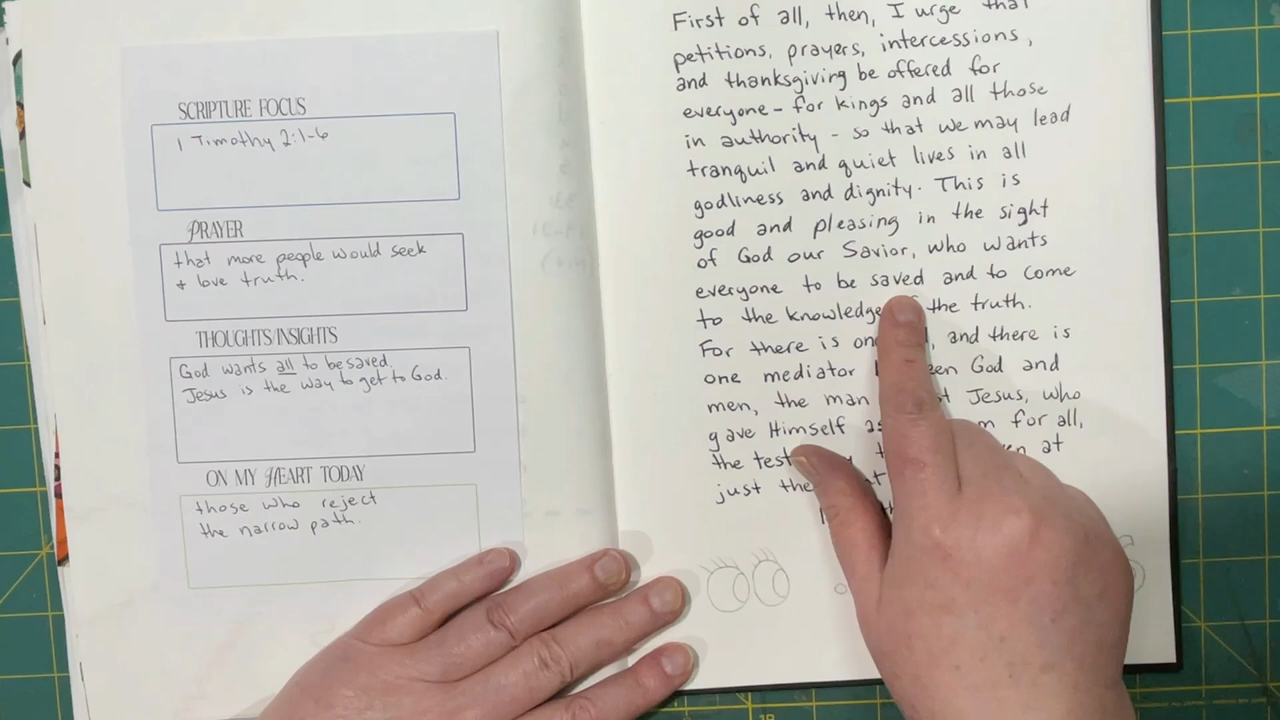 SCRIPTURE FOCUS
1 Timothy 2:1-6
PRAYER
that more people would seek
+ love truth.
THOUGHTS/INSIGHTS
God wants all to be saved.
Jesus is the way to get to God.
ON MY HEART TODAY
those who reject
the narrow path.
First of all, then, I urge that
petitions, prayers, intercessions,
and thanksgiving be offered for
everyone - for kings and all those
in authority - so that we may lead
tranquil and quiet lives in all
godliness and dignity. This is
good and pleasing in the sight
of God our Savior, who wants
everyone to be saved and to come
to the knowledge the truth.
For there is and there is
one mediator God and
men, the man Jesus, who
gave Himself for all,
the at
just the